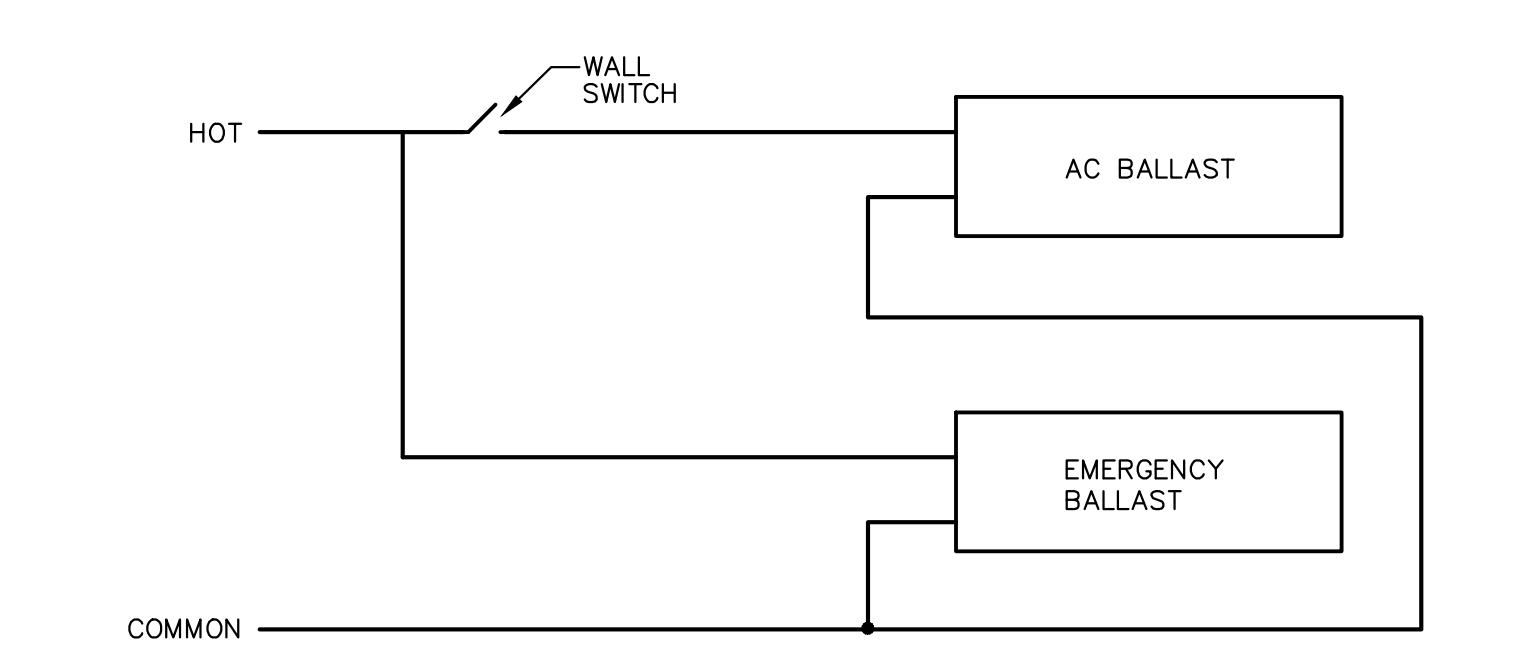 WALL
SWITCH
HOT
AC BALLAST
EMERGENCY
BALLAST
COMMON